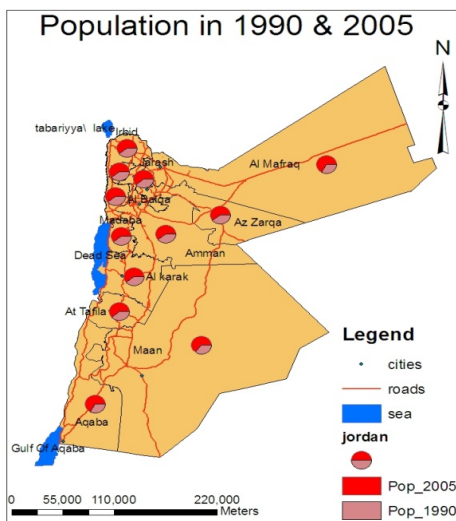 Population in 1990 & 2005
N
tabariyya\ lake
Irbid
Jarash
Al Mafraq
Al Balqa
Az Zarqa
Madaba
Amman
Dead Sea
Al karak
At Tafila
Maan
Aqaba
Gulf Of Aqaba
Legend
cities
roads
sea
jordan
Pop_2005
Pop_1990
0 55,000 110,000 220,000
Meters